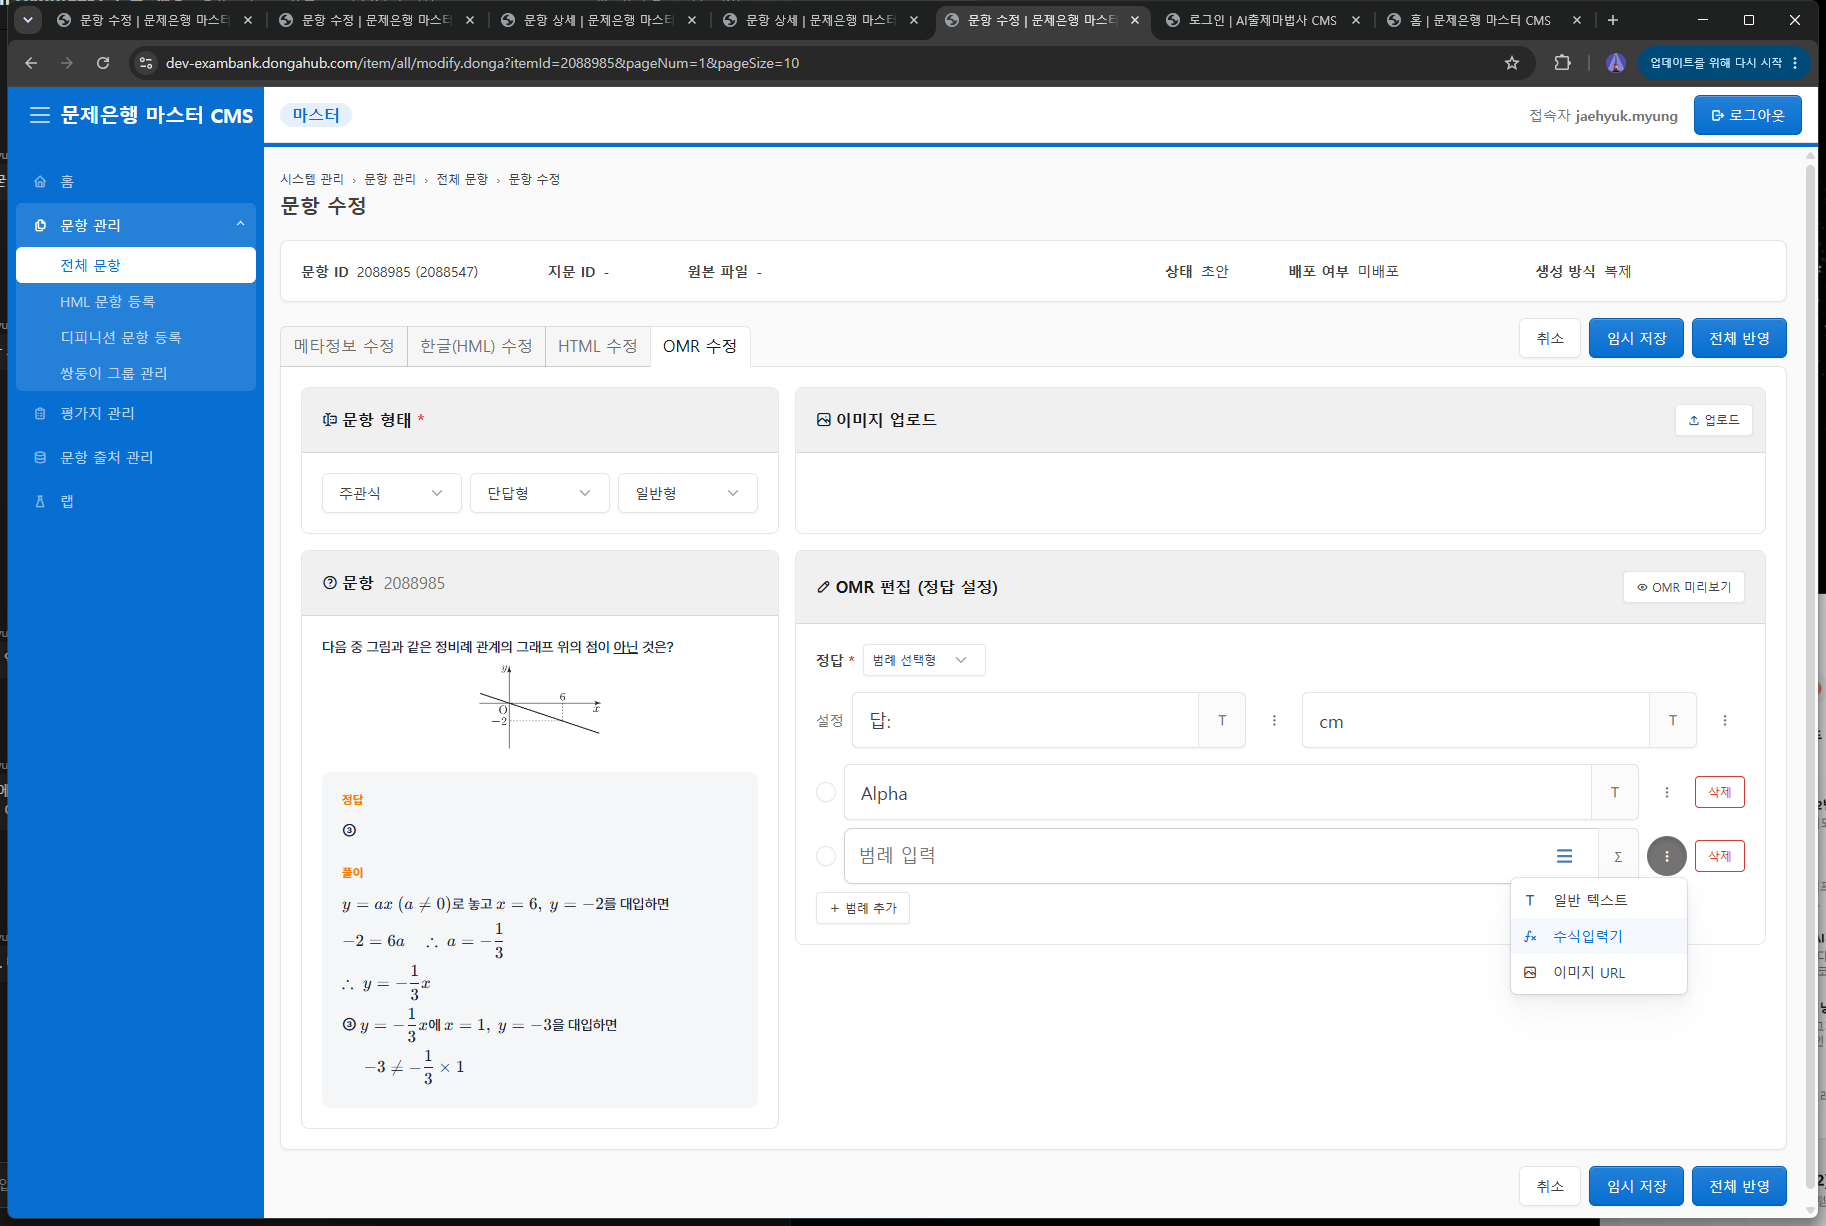 문항 수정 | 문제은행 마스터
문항 수정 | 문제은행 마스터
문항 상세 | 문제은행 마스터
문항 상세 | 문제은행 마스터
문항 수정 | 문제은행 마스터
로그인 | AI출제마법사 CMS
홈 | 문제은행 마스터 CMS
dev-exambank.dongahub.com/item/all/modify.donga?itemId=2088985&pageNum=1&pageSize=10
업데이트를 위해 다시 시작
문제은행 마스터 CMS
마스터
접속자 jaehyuk.myung
로그아웃
홈
문항 관리
전체 문항
HML 문항 등록
디피니션 문항 등록
쌍둥이 그룹 관리
평가지 관리
문항 출처 관리
랩
시스템 관리 › 문항 관리 › 전체 문항 › 문항 수정
문항 수정
문항 ID 2088985 (2088547)
지문 ID -
원본 파일 -
상태 초안
배포 여부 미배포
생성 방식 복제
메타정보 수정
한글(HML) 수정
HTML 수정
OMR 수정
취소
임시 저장
전체 반영
문항 형태 *
주관식
단답형
일반형
이미지 업로드
업로드
문항 2088985
다음 중 그림과 같은 정비례 관계의 그래프 위의 점이 아닌 것은?
y
6
O
x
−2
정답
③
풀이
y = ax (a ≠ 0)로 놓고 x = 6, y = −2를 대입하면
−2 = 6a ∴ a = −1/3
∴ y = −1/3x
③ y = −1/3x에 x = 1, y = −3을 대입하면
−3 ≠ −1/3 × 1
OMR 편집 (정답 설정)
OMR 미리보기
정답 * 범례 선택형
설정 답: T cm T
Alpha T 삭제
범례 입력 Σ 삭제
+ 범례 추가
T 일반 텍스트
fx 수식입력기
이미지 URL
취소
임시 저장
전체 반영